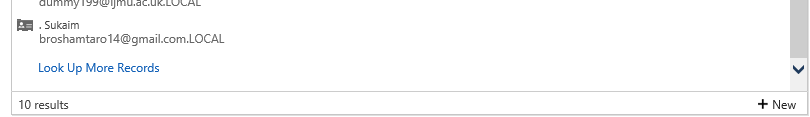 dummy199@ljmu.ac.uk.LOCAL
. Sukaim
broshamtaro14@gmail.com.LOCAL
Look Up More Records
10 results
+ New